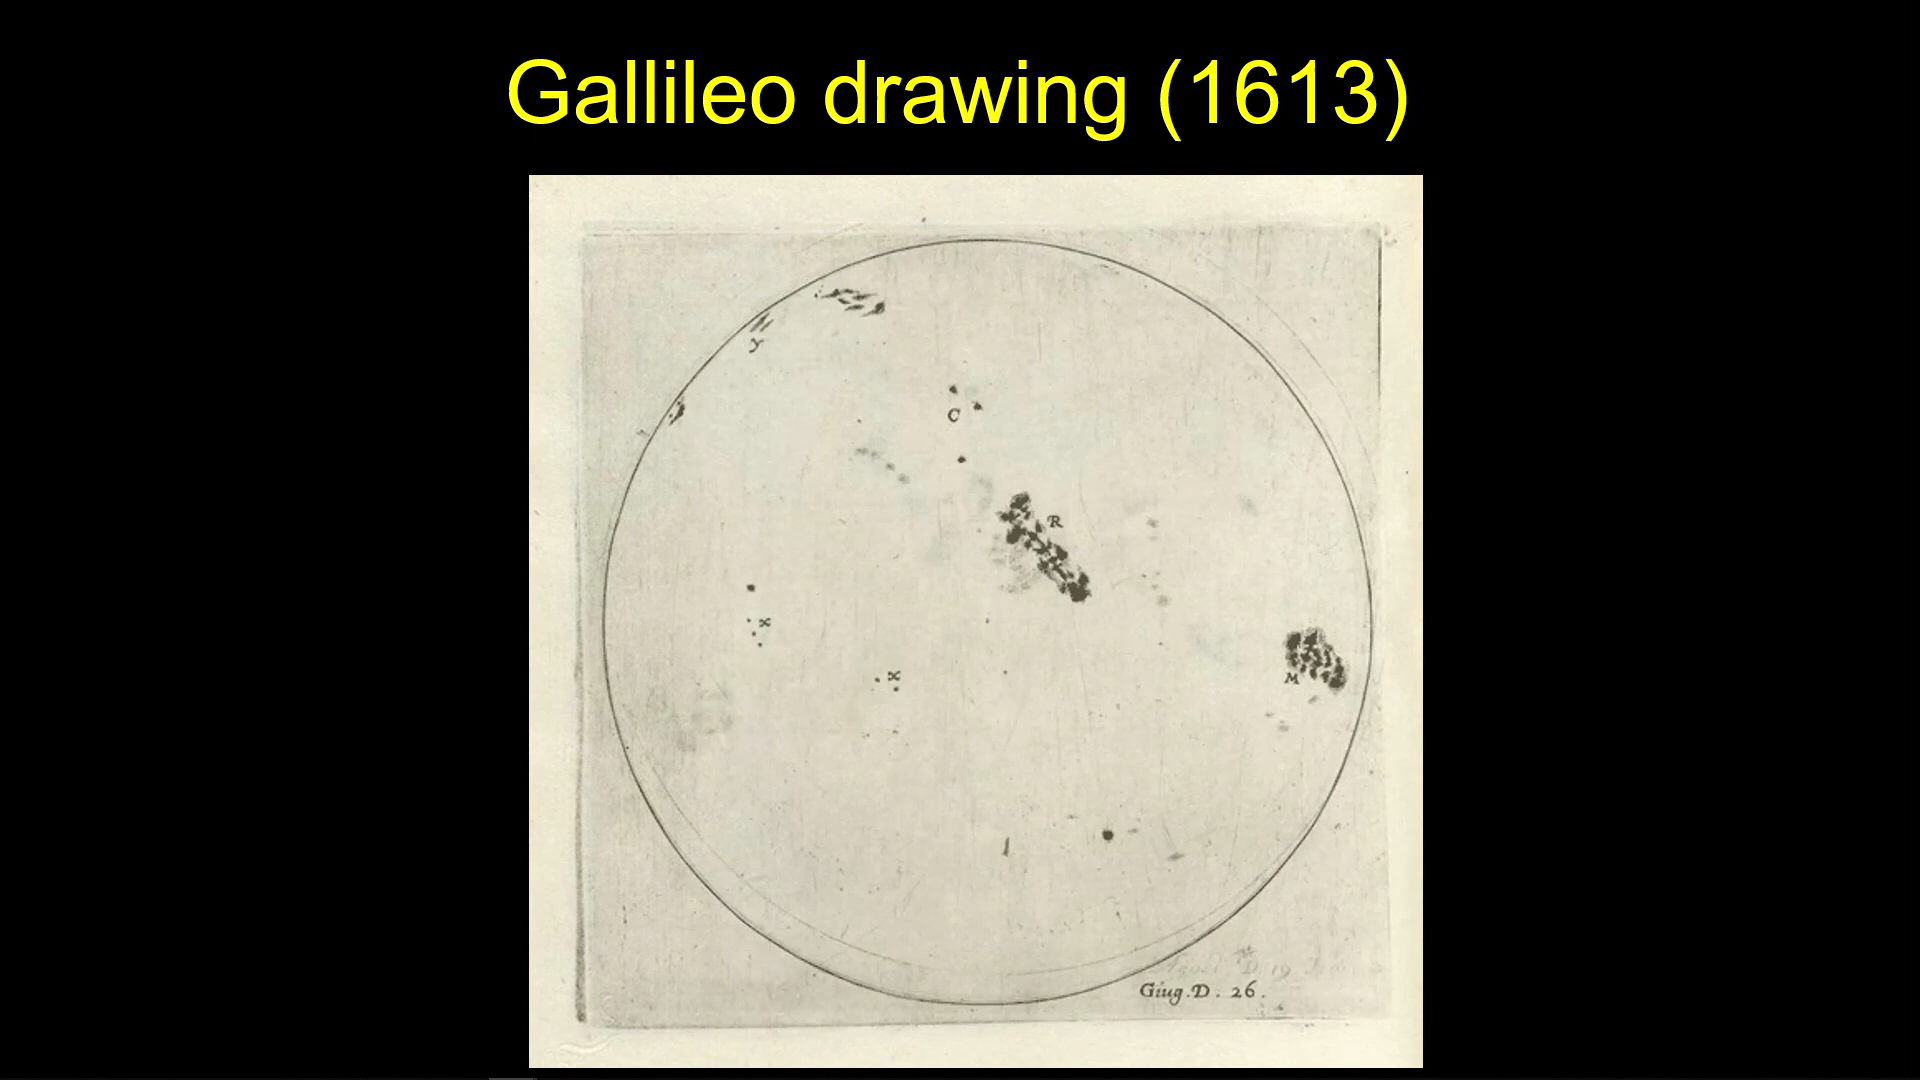 Gallileo drawing (1613)
y
C
R
x
x
M
Giug.D. 26.